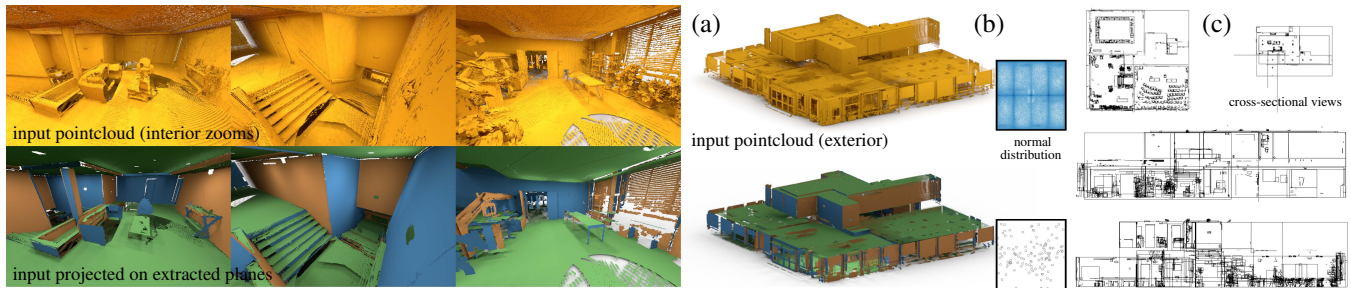 (a)
(b)
(c)
input pointcloud (interior zooms)
input pointcloud (exterior)
normal
distribution
cross-sectional views
input projected on extracted planes